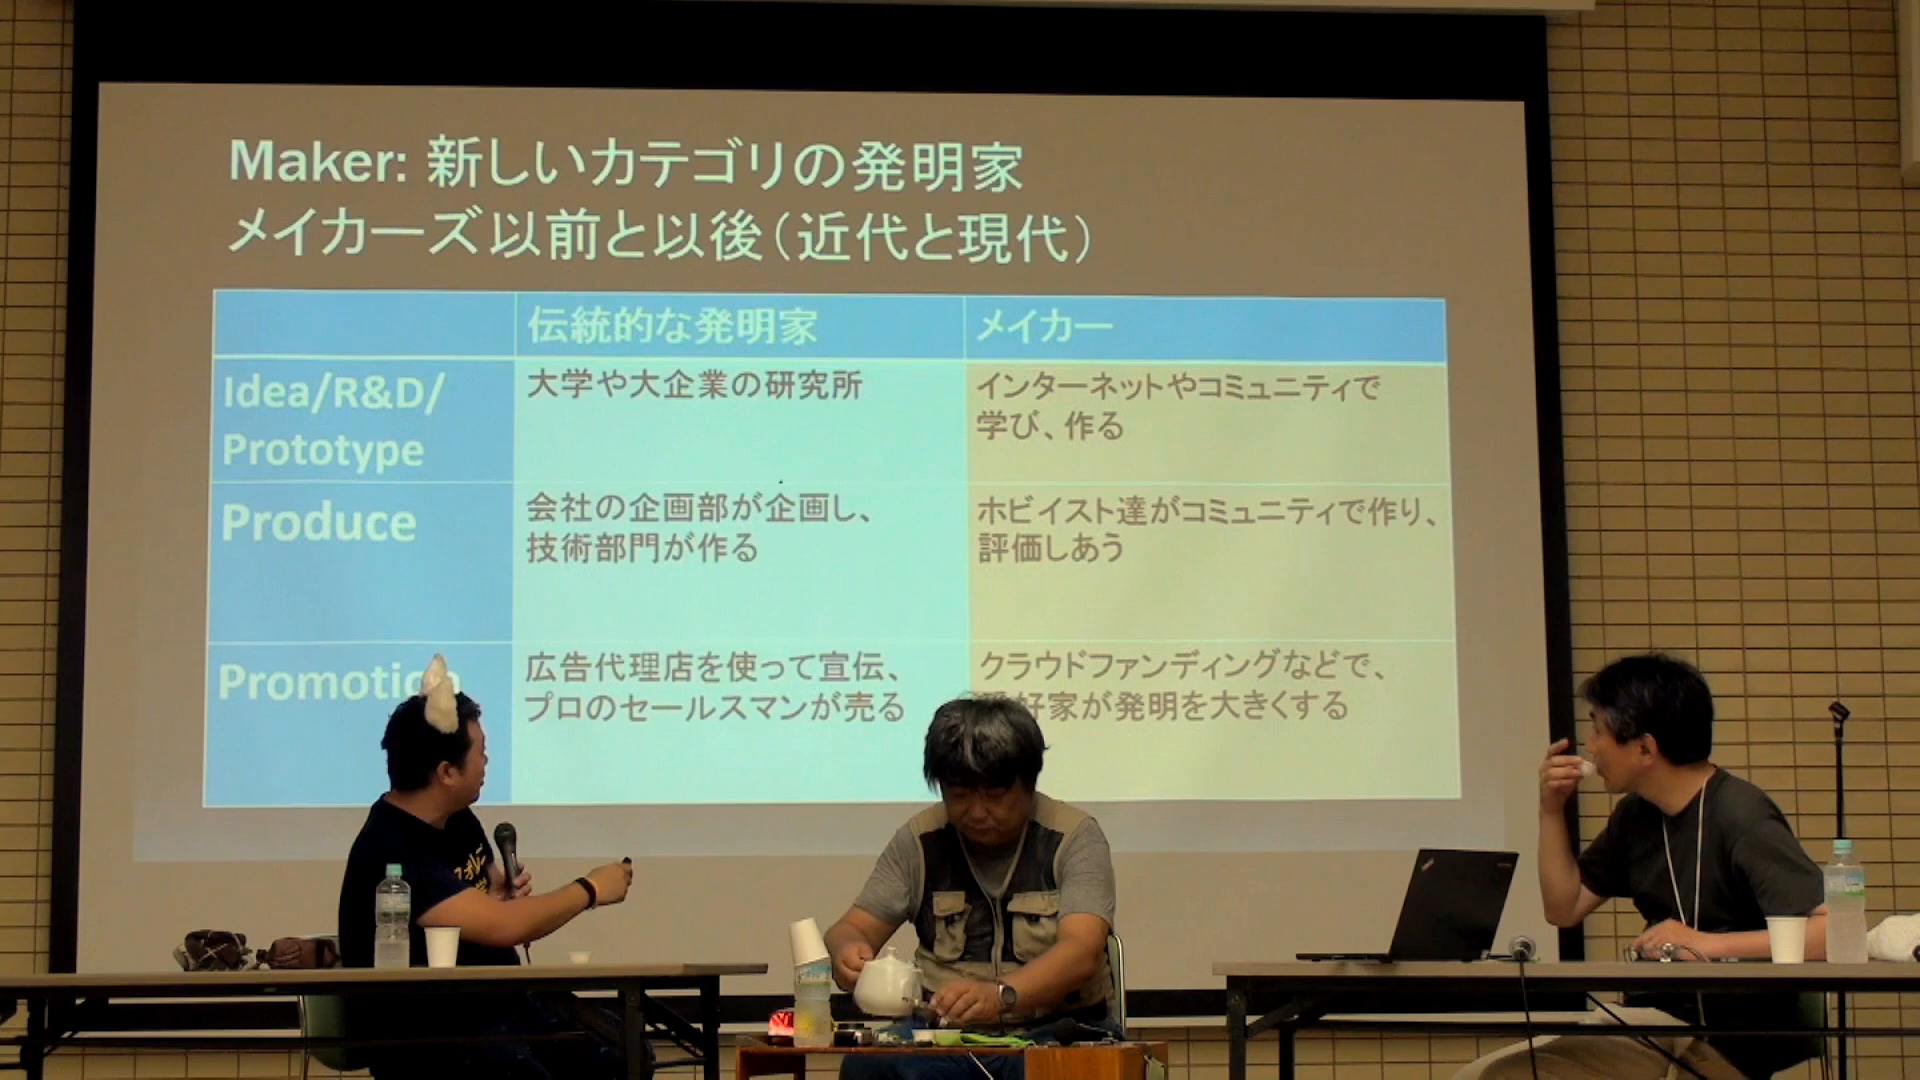 Maker: 新しいカテゴリの発明家
メイカーズ以前と以後（近代と現代）
伝統的な発明家
メイカー
Idea/R&D/
Prototype
大学や大企業の研究所
インターネットやコミュニティで
学び、作る
Produce
会社の企画部が企画し、
技術部門が作る
ホビイスト達がコミュニティで作り、
評価しあう
Promotion
広告代理店を使って宣伝、
プロのセールスマンが売る
クラウドファンディングなどで、
好家が発明を大きくする